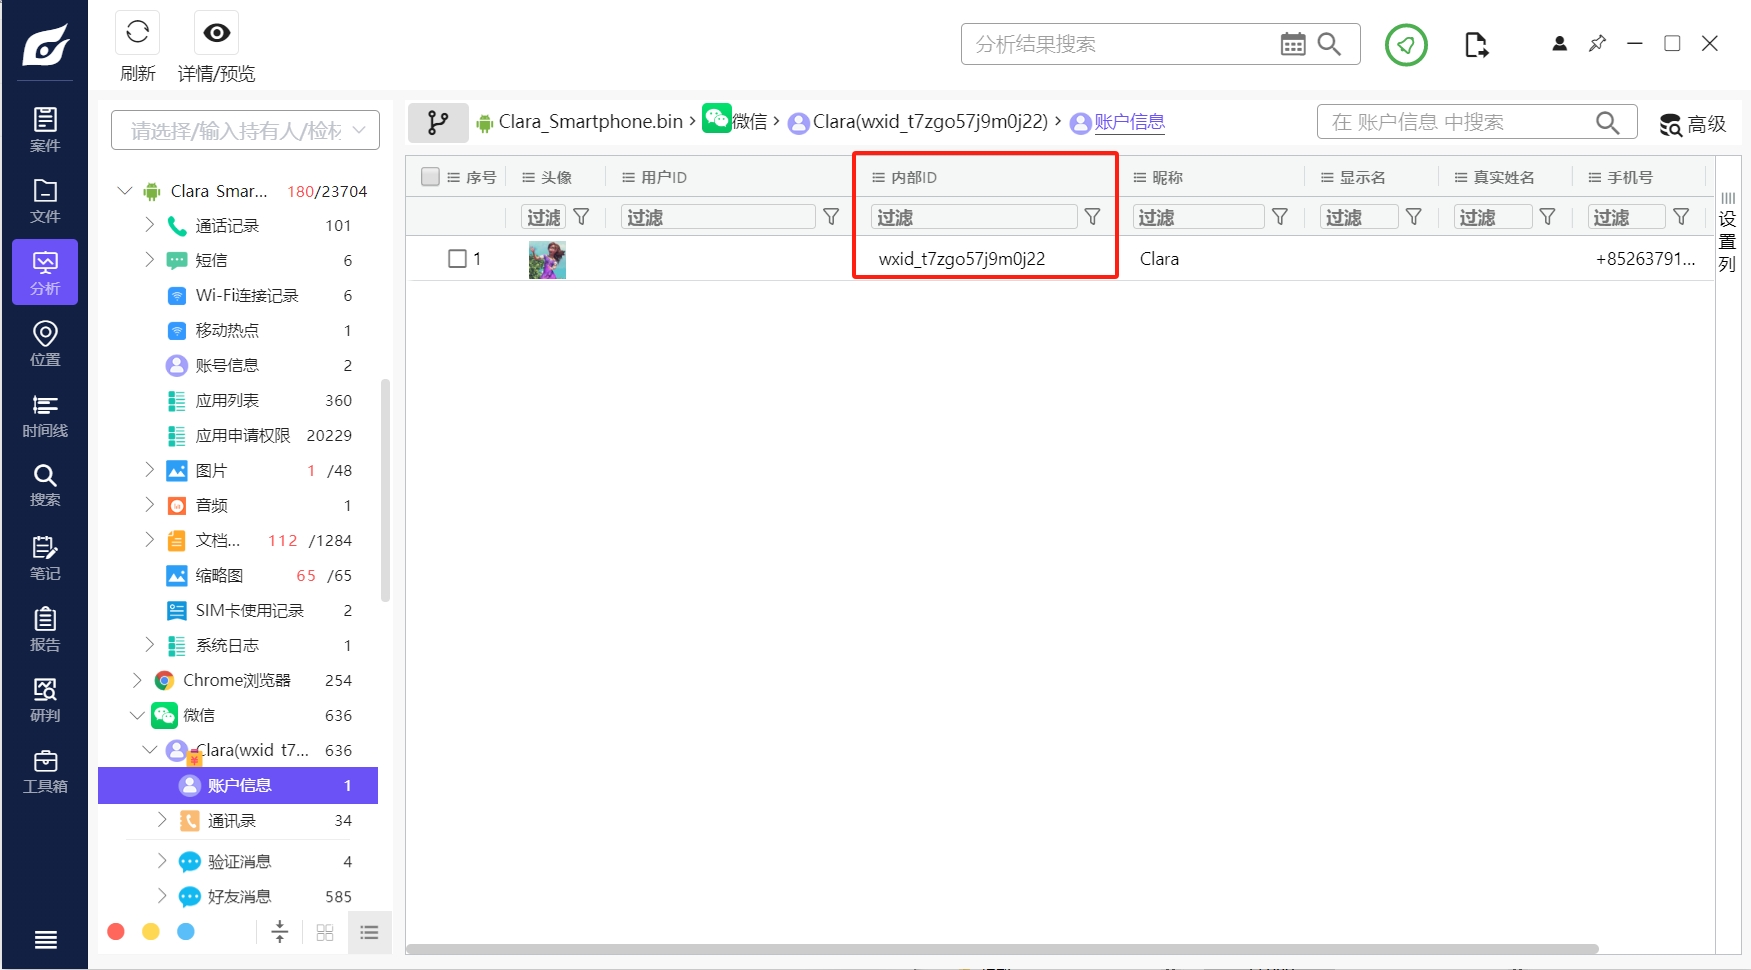 刷新
详情/预览
分析结果搜索
案件
文件
分析
位置
时间线
搜索
笔记
报告
研判
工具箱
请选择/输入持有人/检材
Clara Smar... 180/23704
通话记录 101
短信 6
Wi-Fi连接记录 6
移动热点 1
账号信息 2
应用列表 360
应用申请权限 20229
图片 1 /48
音频 1
文档... 112 /1284
缩略图 65 /65
SIM卡使用记录 2
系统日志 1
Chrome浏览器 254
微信 636
Clara(wxid_t7... 636
账户信息 1
通讯录 34
验证消息 4
好友消息 585
Clara_Smartphone.bin > 微信 > Clara(wxid_t7zgo57j9m0j22) > 账户信息
在 账户信息 中搜索
高级
序号 头像 用户ID 内部ID 昵称 显示名 真实姓名 手机号
过滤 过滤 过滤 过滤 过滤 过滤 过滤
1 wxid_t7zgo57j9m0j22 Clara +85263791...
设置列